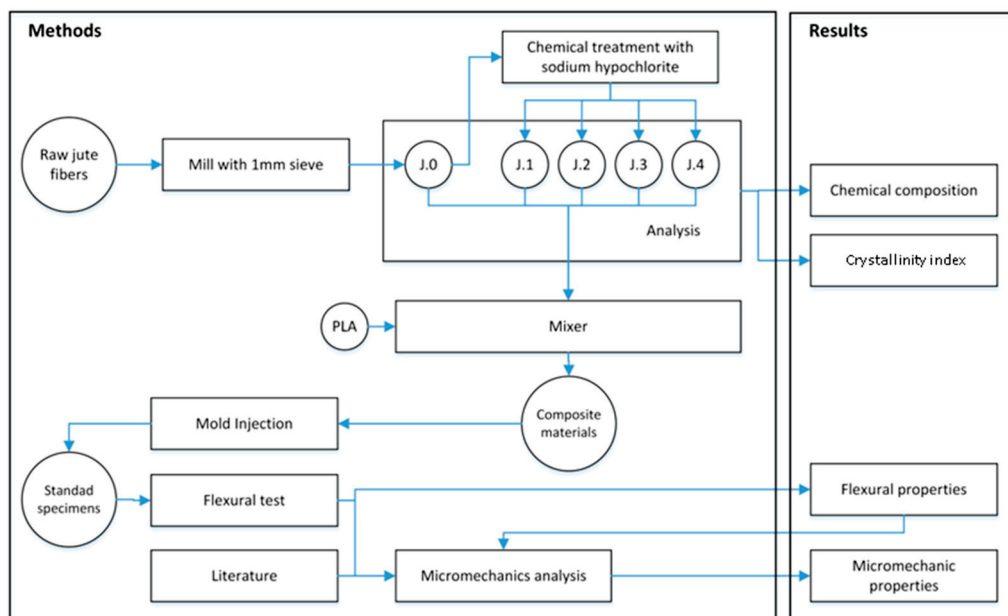 Methods
Results
Chemical treatment with
sodium hypochlorite
Raw jute
fibers
Mill with 1mm sieve
J.0
J.1
J.2
J.3
J.4
Analysis
Chemical composition
Crystallinity index
PLA
Mixer
Composite
materials
Mold Injection
Standad
specimens
Flexural test
Flexural properties
Literature
Micromechanics analysis
Micromechanic
properties